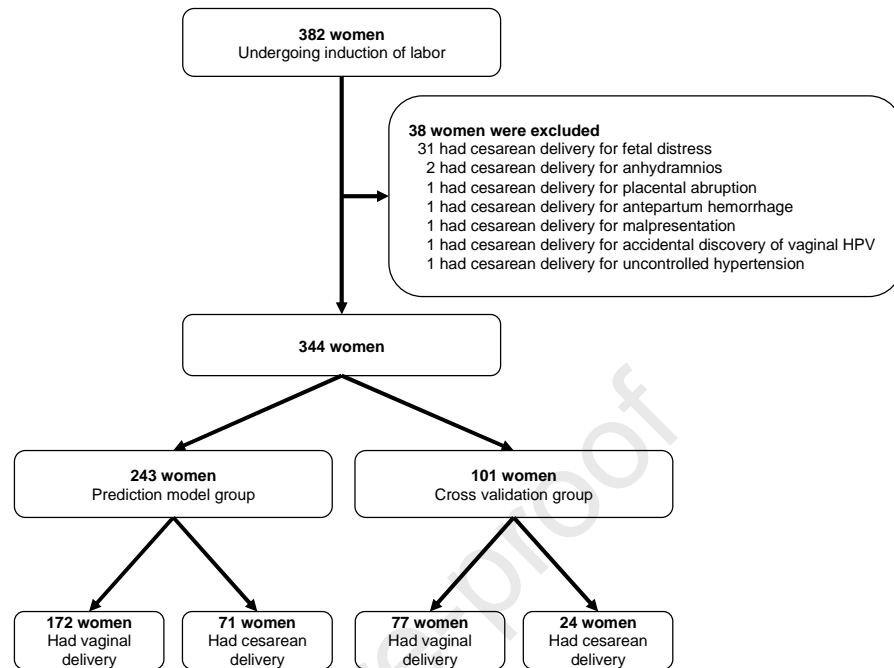 382 women
Undergoing induction of labor
38 women were excluded
31 had cesarean delivery for fetal distress
2 had cesarean delivery for anhydramnios
1 had cesarean delivery for placental abruption
1 had cesarean delivery for antepartum hemorrhage
1 had cesarean delivery for malpresentation
1 had cesarean delivery for accidental discovery of vaginal HPV
1 had cesarean delivery for uncontrolled hypertension
344 women
243 women
Prediction model group
101 women
Cross validation group
172 women
Had vaginal
delivery
71 women
Had cesarean
delivery
77 women
Had vaginal
delivery
24 women
Had cesarean
delivery
e-proof